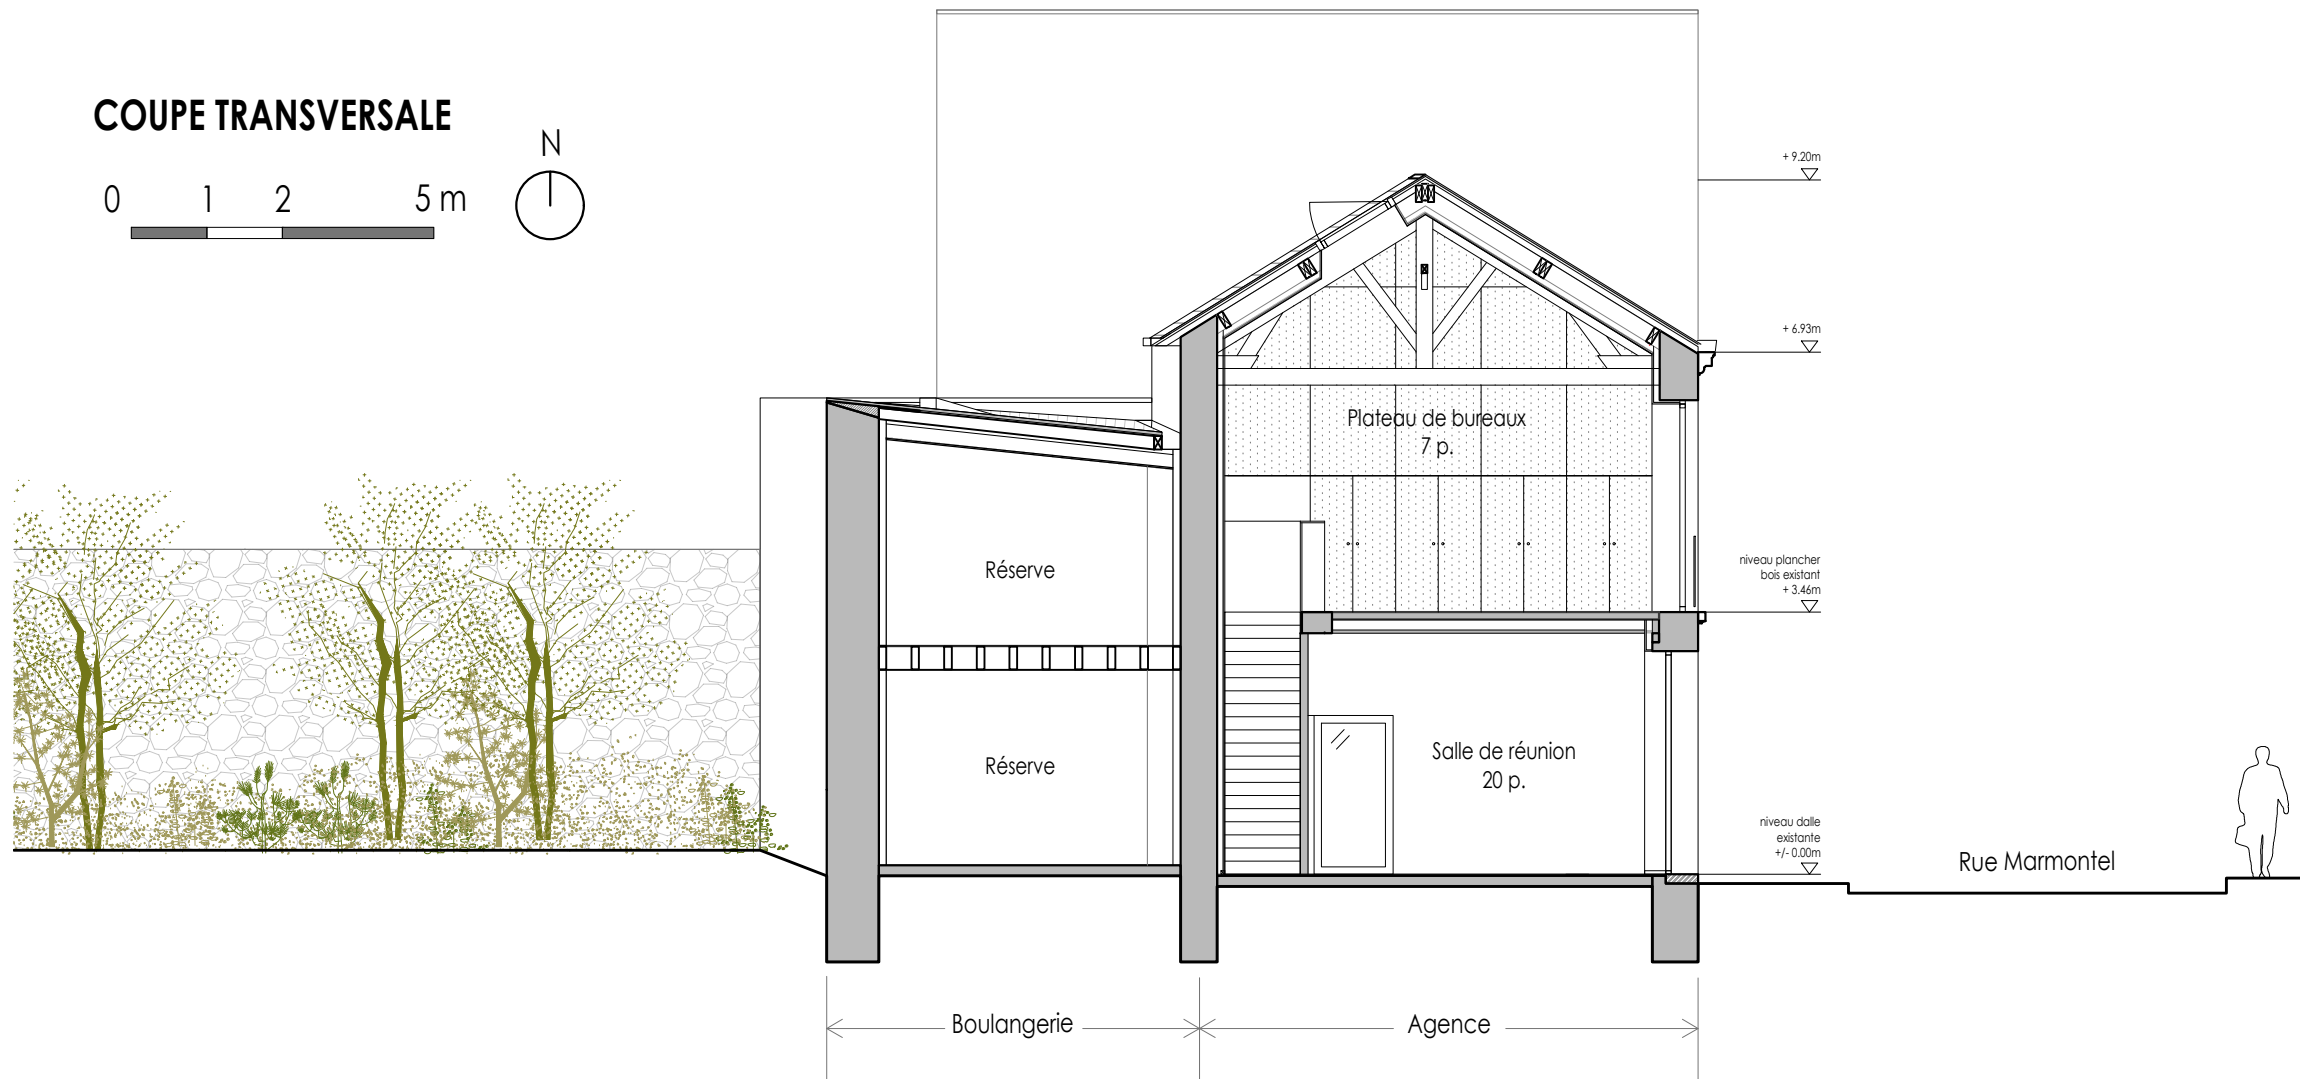 COUPE TRANSVERSALE
N
0 1 2 5 m
+ 9.20m
+ 6.93m
Plateau de bureaux
7 p.
niveau plancher
bois existant
+ 3.46m
Réserve
Réserve
Salle de réunion
20 p.
niveau dalle
existante
+/- 0.00m
Rue Marmontel
Boulangerie
Agence